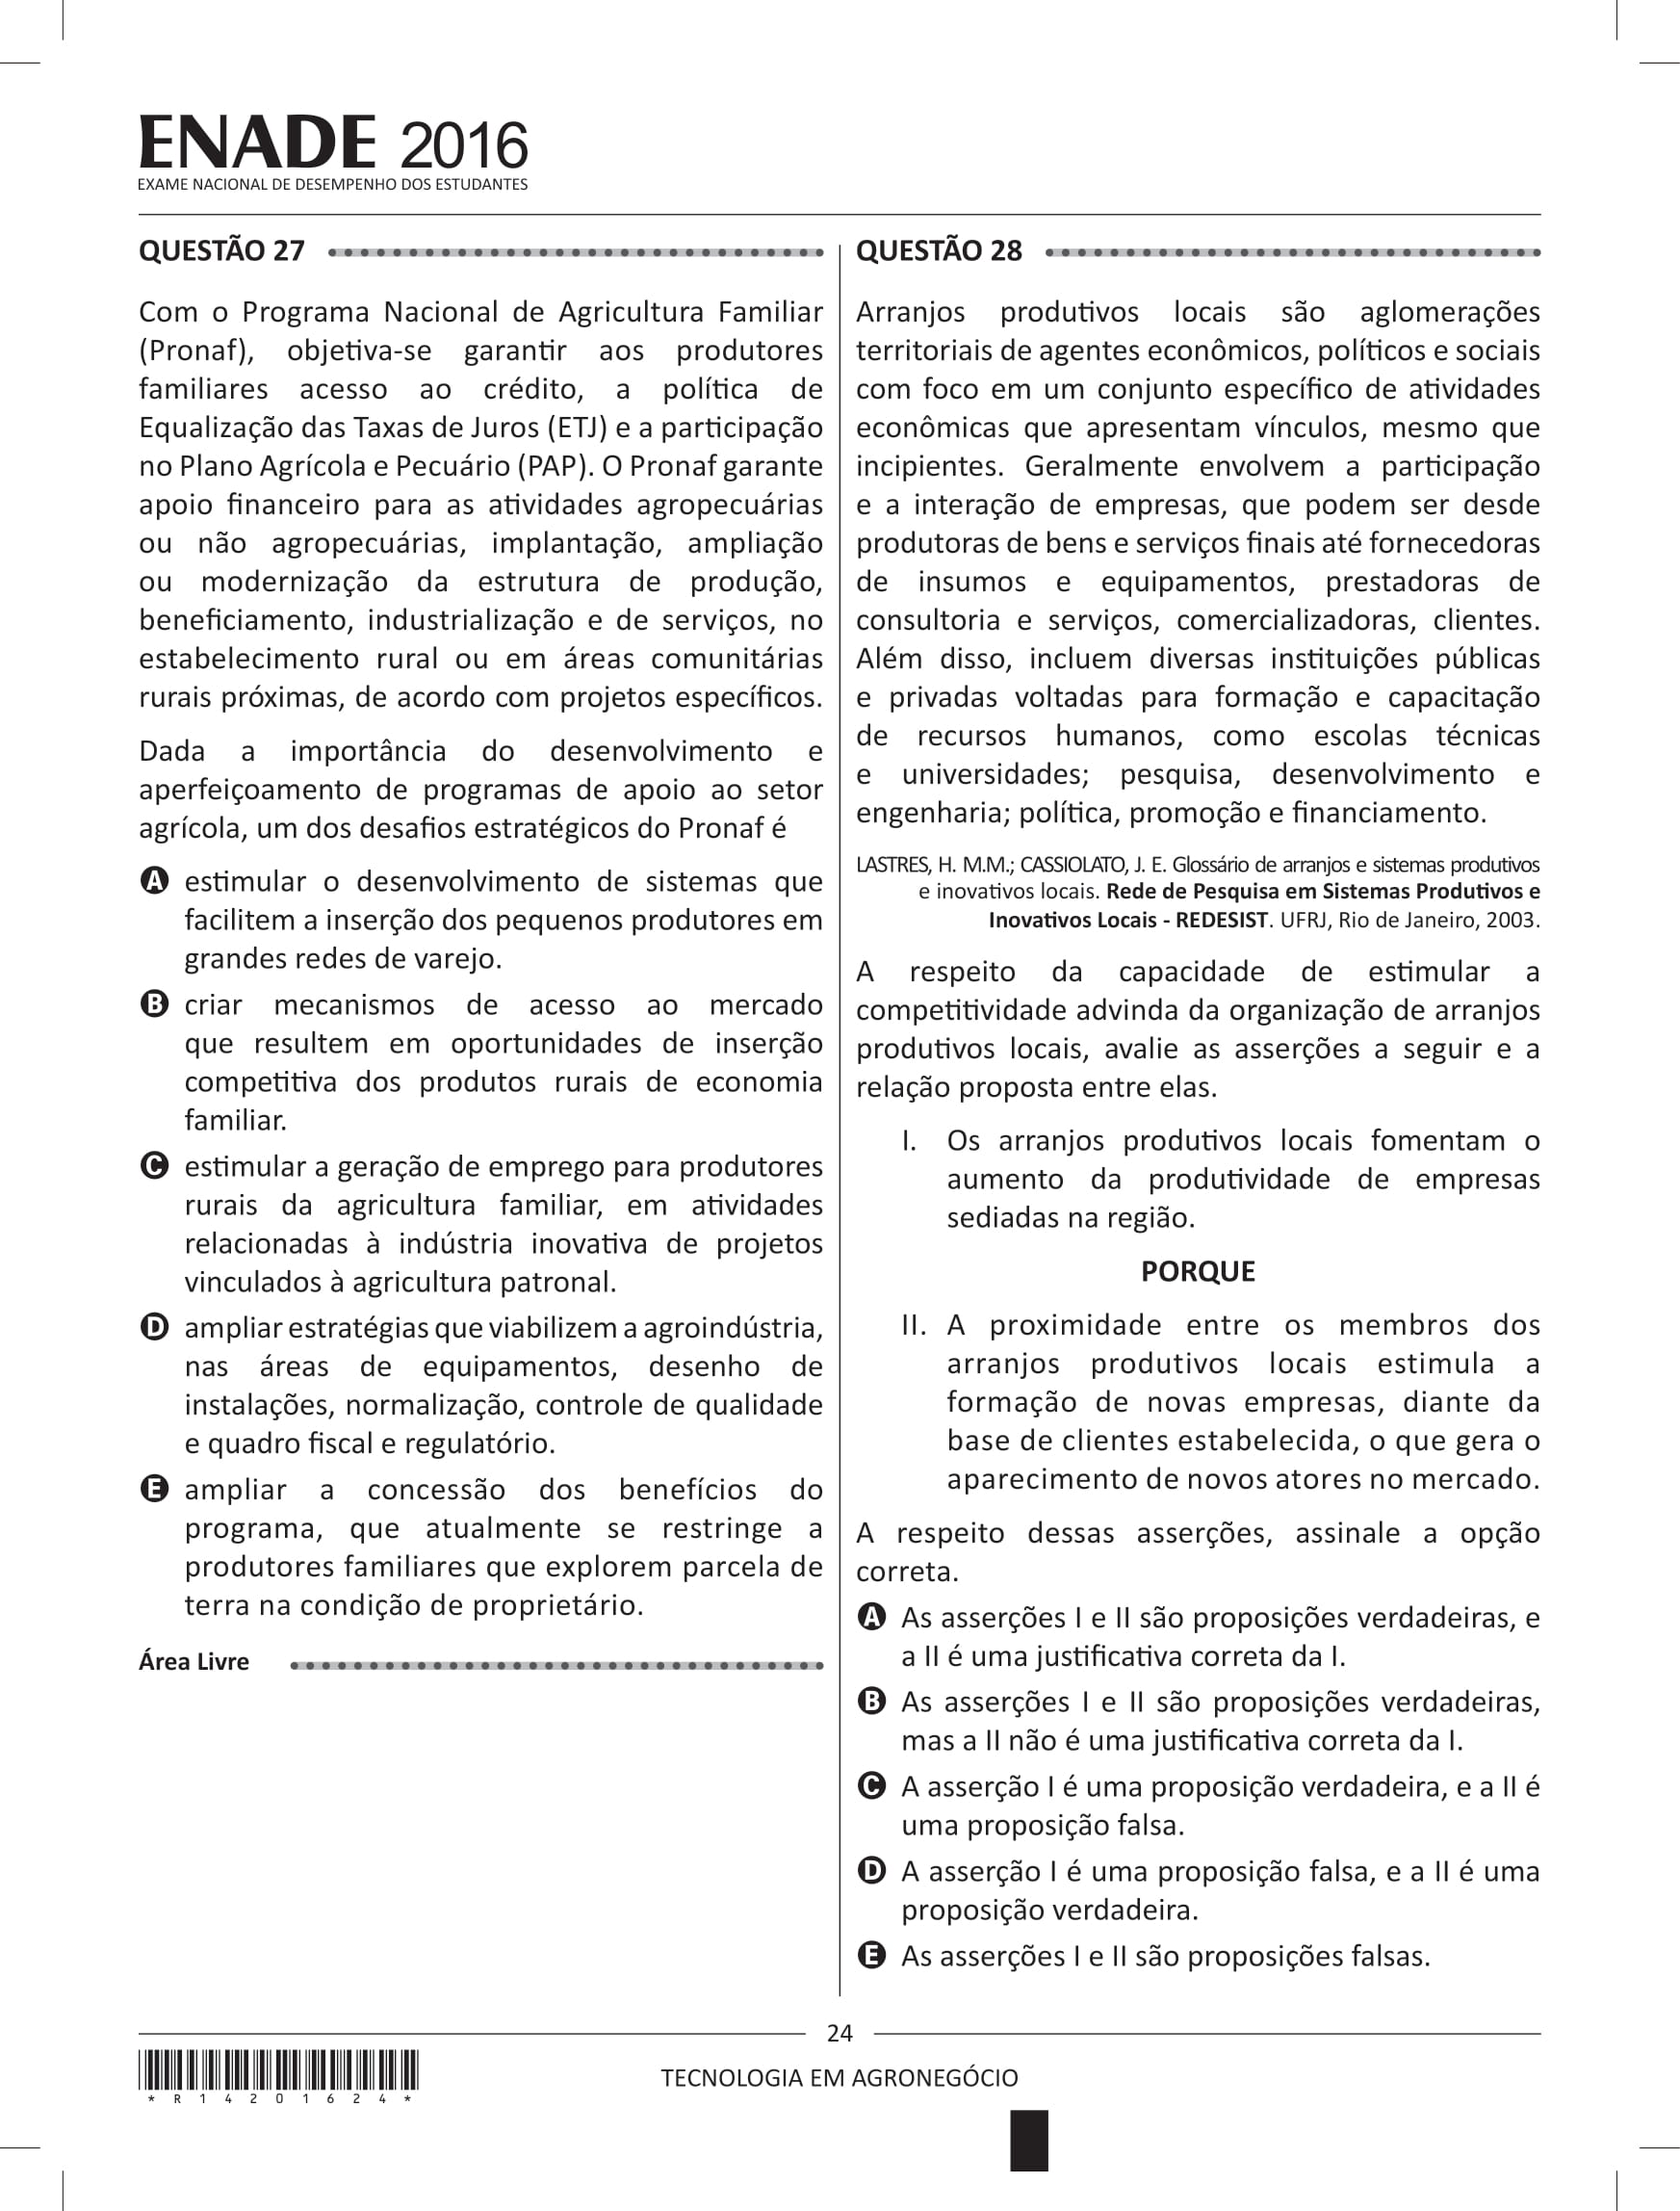 ENADE 2016
EXAME NACIONAL DE DESEMPENHO DOS ESTUDANTES
QUESTÃO 27
Com o Programa Nacional de Agricultura Familiar
(Pronaf), objetiva-se garantir aos produtores
familiares acesso ao crédito, a política de
Equalização das Taxas de Juros (ETJ) e a participação
no Plano Agrícola e Pecuário (PAP). O Pronaf garante
apoio financeiro para as atividades agropecuárias
ou não agropecuárias, implantação, ampliação
ou modernização da estrutura de produção,
beneficiamento, industrialização e de serviços, no
estabelecimento rural ou em áreas comunitárias
rurais próximas, de acordo com projetos específicos.
Dada a importância do desenvolvimento e
aperfeiçoamento de programas de apoio ao setor
agrícola, um dos desafios estratégicos do Pronaf é
A estimular o desenvolvimento de sistemas que
facilitem a inserção dos pequenos produtores em
grandes redes de varejo.
B criar mecanismos de acesso ao mercado
que resultem em oportunidades de inserção
competitiva dos produtos rurais de economia
familiar.
C estimular a geração de emprego para produtores
rurais da agricultura familiar, em atividades
relacionadas à indústria inovativa de projetos
vinculados à agricultura patronal.
D ampliar estratégias que viabilizem a agroindústria,
nas áreas de equipamentos, desenho de
instalações, normalização, controle de qualidade
e quadro fiscal e regulatório.
E ampliar a concessão dos benefícios do
programa, que atualmente se restringe a
produtores familiares que explorem parcela de
terra na condição de proprietário.
Área Livre
QUESTÃO 28
Arranjos produtivos locais são aglomerações
territoriais de agentes econômicos, políticos e sociais
com foco em um conjunto específico de atividades
econômicas que apresentam vínculos, mesmo que
incipientes. Geralmente envolvem a participação
e a interação de empresas, que podem ser desde
produtoras de bens e serviços finais até fornecedoras
de insumos e equipamentos, prestadoras de
consultoria e serviços, comercializadoras, clientes.
Além disso, incluem diversas instituições públicas
e privadas voltadas para formação e capacitação
de recursos humanos, como escolas técnicas
e universidades; pesquisa, desenvolvimento e
engenharia; política, promoção e financiamento.
LASTRES, H. M.M.; CASSIOLATO, J. E. Glossário de arranjos e sistemas produtivos
e inovativos locais. Rede de Pesquisa em Sistemas Produtivos e
Inovativos Locais - REDESIST. UFRJ, Rio de Janeiro, 2003.
A respeito da capacidade de estimular a
competitividade advinda da organização de arranjos
produtivos locais, avalie as asserções a seguir e a
relação proposta entre elas.
I. Os arranjos produtivos locais fomentam o
aumento da produtividade de empresas
sediadas na região.
PORQUE
II. A proximidade entre os membros dos
arranjos produtivos locais estimula a
formação de novas empresas, diante da
base de clientes estabelecida, o que gera o
aparecimento de novos atores no mercado.
A respeito dessas asserções, assinale a opção
correta.
A As asserções I e II são proposições verdadeiras, e
a II é uma justificativa correta da I.
B As asserções I e II são proposições verdadeiras,
mas a II não é uma justificativa correta da I.
C A asserção I é uma proposição verdadeira, e a II é
uma proposição falsa.
D A asserção I é uma proposição falsa, e a II é uma
proposição verdadeira.
E As asserções I e II são proposições falsas.
24
TECNOLOGIA EM AGRONEGÓCIO
* R 1 4 2 0 1 6 2 4 *